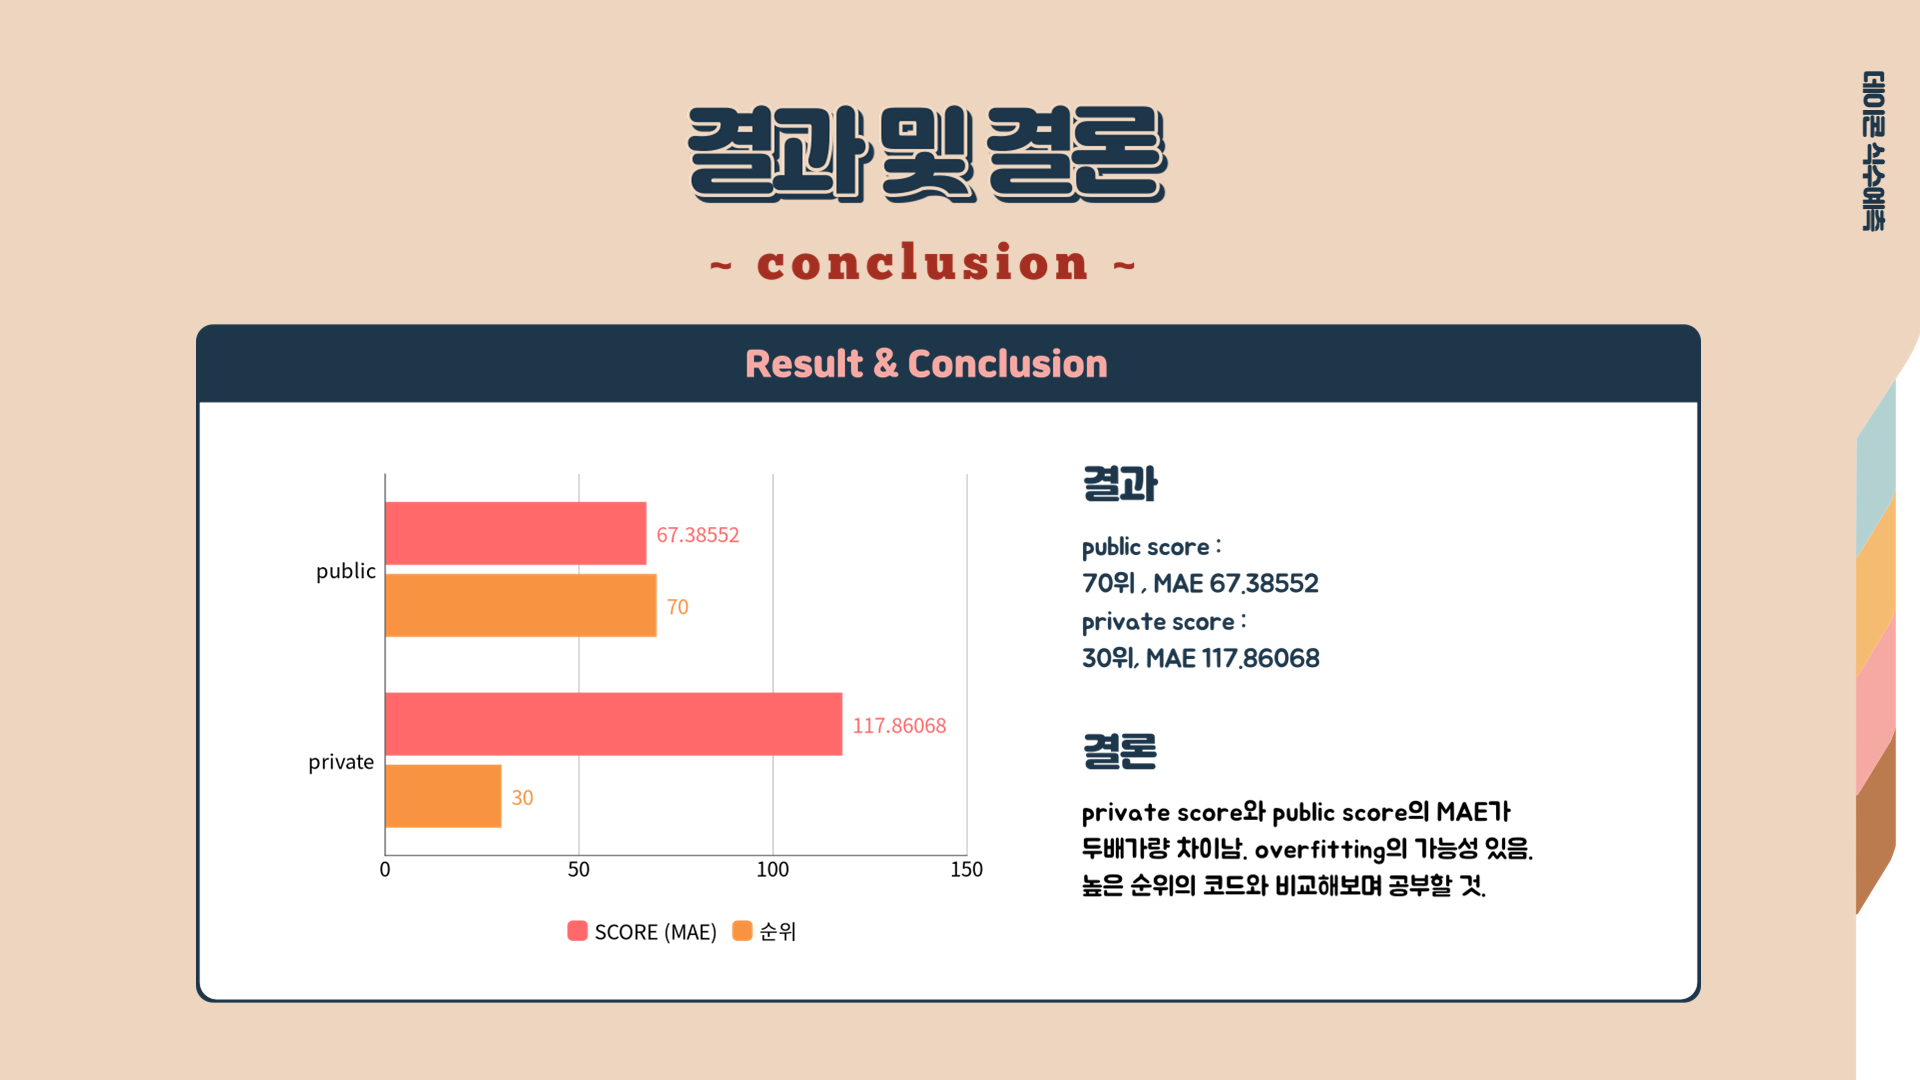 결과 및 결론
~ conclusion ~
데이콘 식수예측
Result & Conclusion
public
67.38552
70
private
117.86068
30
0 50 100 150
SCORE (MAE) 순위
결과
public score :
70위 , MAE 67.38552
private score :
30위, MAE 117.86068
결론
private score와 public score의 MAE가
두배가량 차이남. overfitting의 가능성 있음.
높은 순위의 코드와 비교해보며 공부할 것.